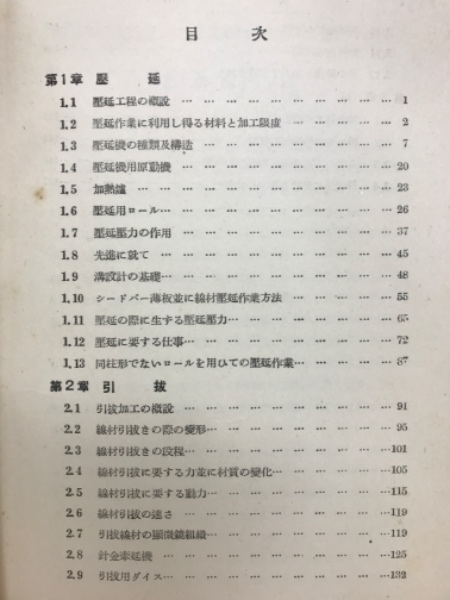 目次
第1章 壓延
1.1 壓延工程の概說 … … … … … … … … … 1
1.2 壓延作業に利用し得る材料と加工限度 … … … … 2
1.3 壓延機の種類及構造 … … … … … … … … 7
1.4 壓延機用原動機 … … … … … … … … … 20
1.5 加熱爐 … … … … … … … … … … … 23
1.6 壓延用ロール … … … … … … … … … … 26
1.7 壓延壓力の作用 … … … … … … … … … 37
1.8 先進に就て … … … … … … … … … … 45
1.9 溝設計の基礎 … … … … … … … … … … 48
1.10 シードバー薄板並に線材壓延作業方法 … … … … 55
1.11 壓延の際に生する壓延壓力 … … … … … … … 65
1.12 壓延に要する仕事 … … … … … … … … … 72
1.13 同柱形でないロールを用ひての壓延作業 … … … … 87
第2章 引拔
2.1 引拔加工の概說 … … … … … … … … … 91
2.2 線材引拔きの際の變形 … … … … … … … … 95
2.3 線材引拔きの段程 … … … … … … … … … 101
2.4 線材引拔に要する力並に材質の變化 … … … … … 105
2.5 線材引拔に要する動力 … … … … … … … … 115
2.6 線材引拔の速さ … … … … … … … … … 119
2.7 引拔線材の顯微鏡組織 … … … … … … … … 119
2.8 針金牽延機 … … … … … … … … … … 125
2.9 引拔用ダイス … … … … … … … … … … 132